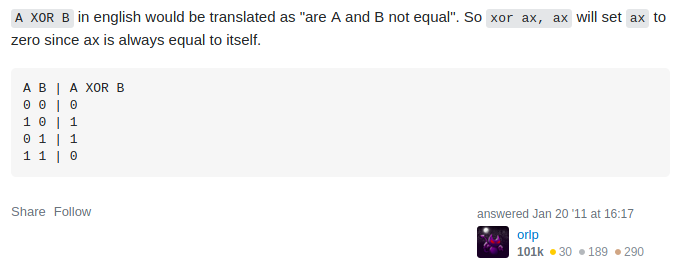 A XOR B in english would be translated as "are A and B not equal". So xor ax, ax will set ax to
zero since ax is always equal to itself.
A B | A XOR B
0 0 | 0
1 0 | 1
0 1 | 1
1 1 | 0
Share Follow
answered Jan 20 '11 at 16:17
orlp
101k 30 189 290